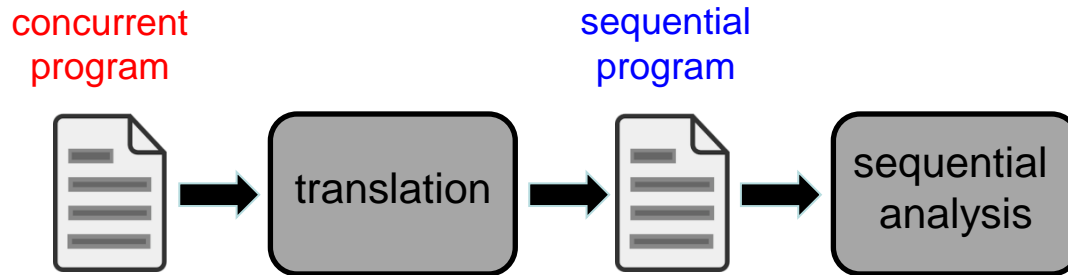 concurrent
program
sequential
program
translation
sequential
analysis